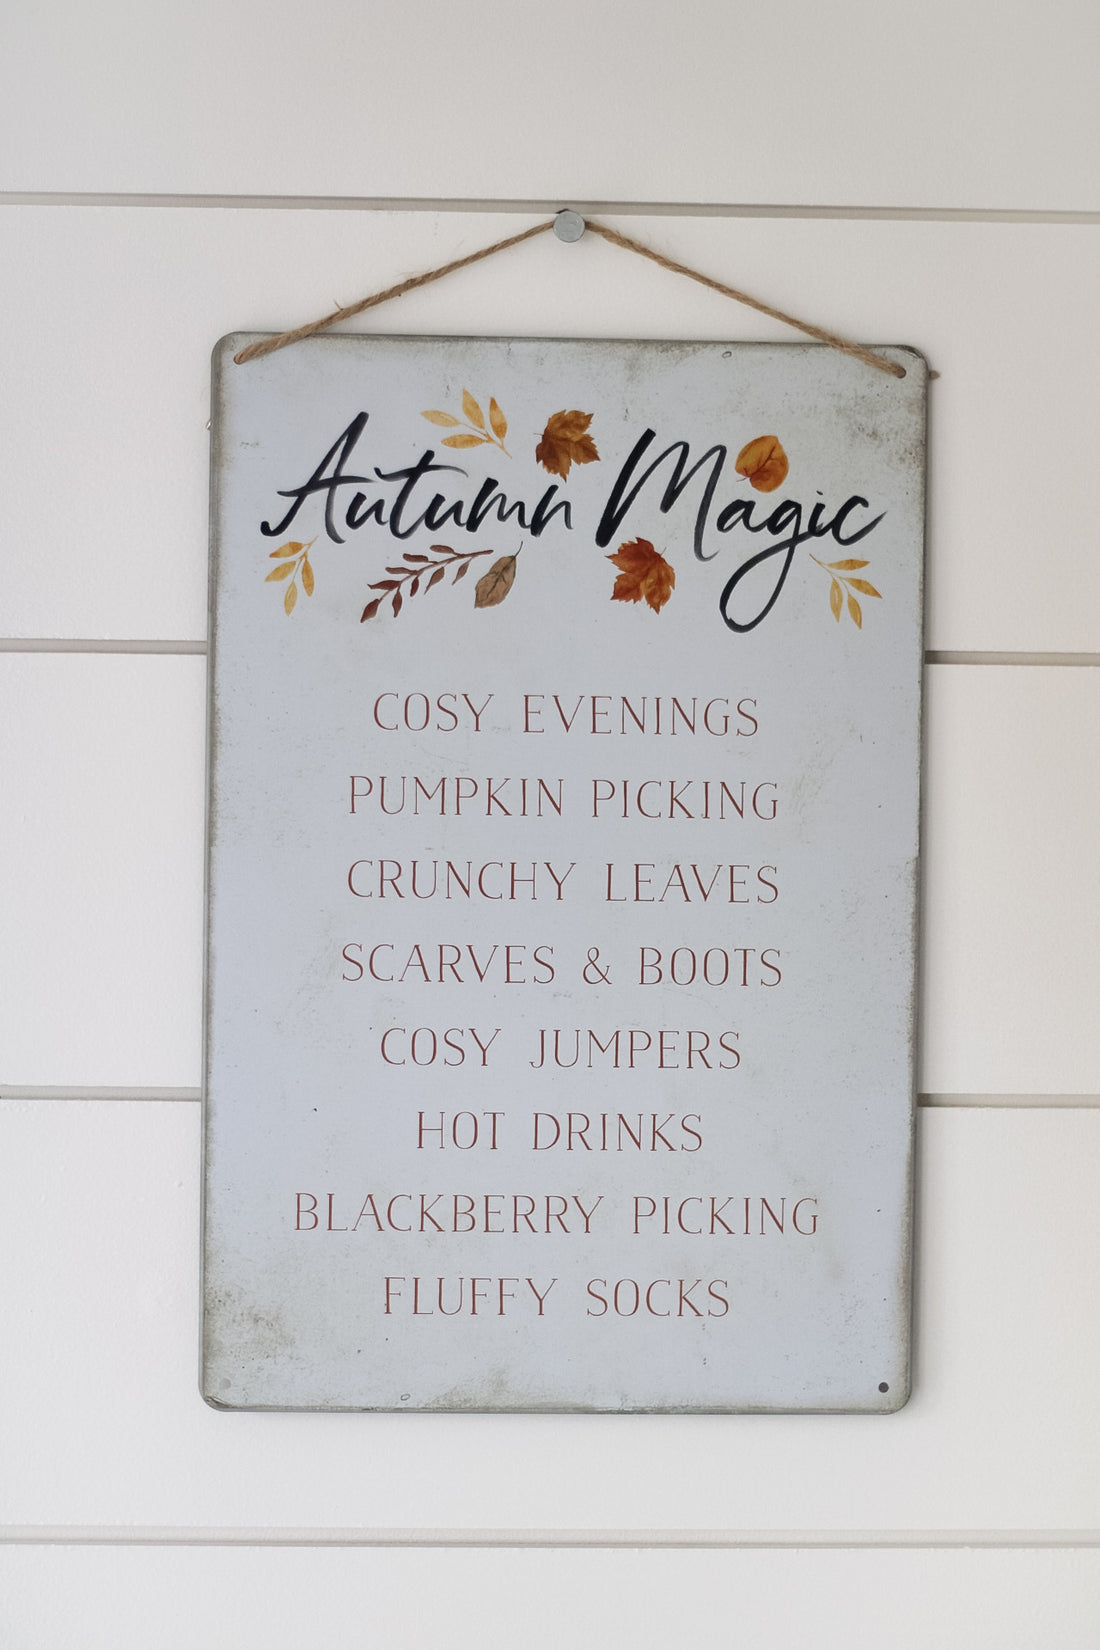 Autumn Magic
COSY EVENINGS
PUMPKIN PICKING
CRUNCHY LEAVES
SCARVES & BOOTS
COSY JUMPERS
HOT DRINKS
BLACKBERRY PICKING
FLUFFY SOCKS